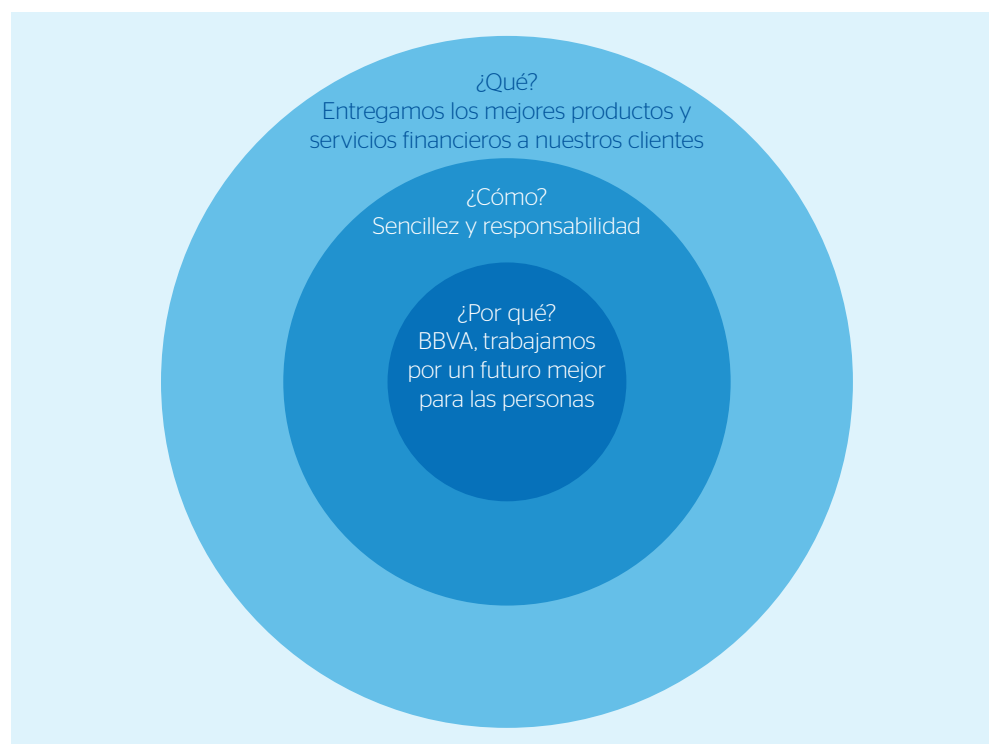 ¿Qué?
Entregamos los mejores productos y
servicios financieros a nuestros clientes
¿Cómo?
Sencillez y responsabilidad
¿Por qué?
BBVA, trabajamos
por un futuro mejor
para las personas